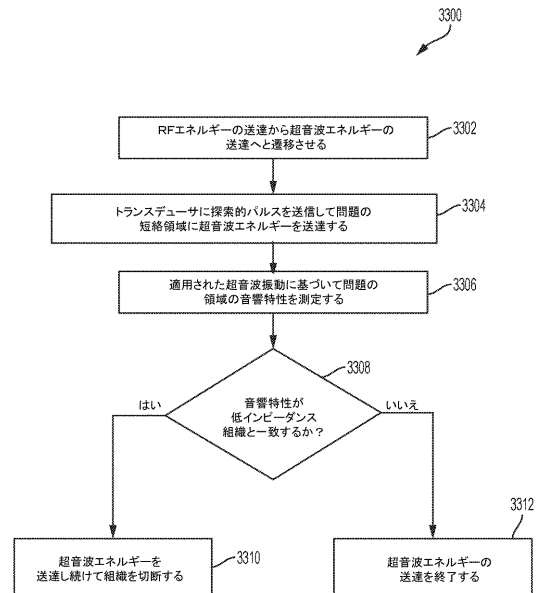 3300
RFエネルギーの送達から超音波エネルギーの
送達へと遷移させる
3302
トランスデューサに探索的パルスを送信して問題の
短絡領域に超音波エネルギーを送達する
3304
適用された超音波振動に基づいて問題の
領域の音響特性を測定する
3306
3308
音響特性が
低インピーダンス
組織と一致するか？
はい
いいえ
超音波エネルギーを
送達し続けて組織を切断する
3310
3312
超音波エネルギーの
送達を終了する